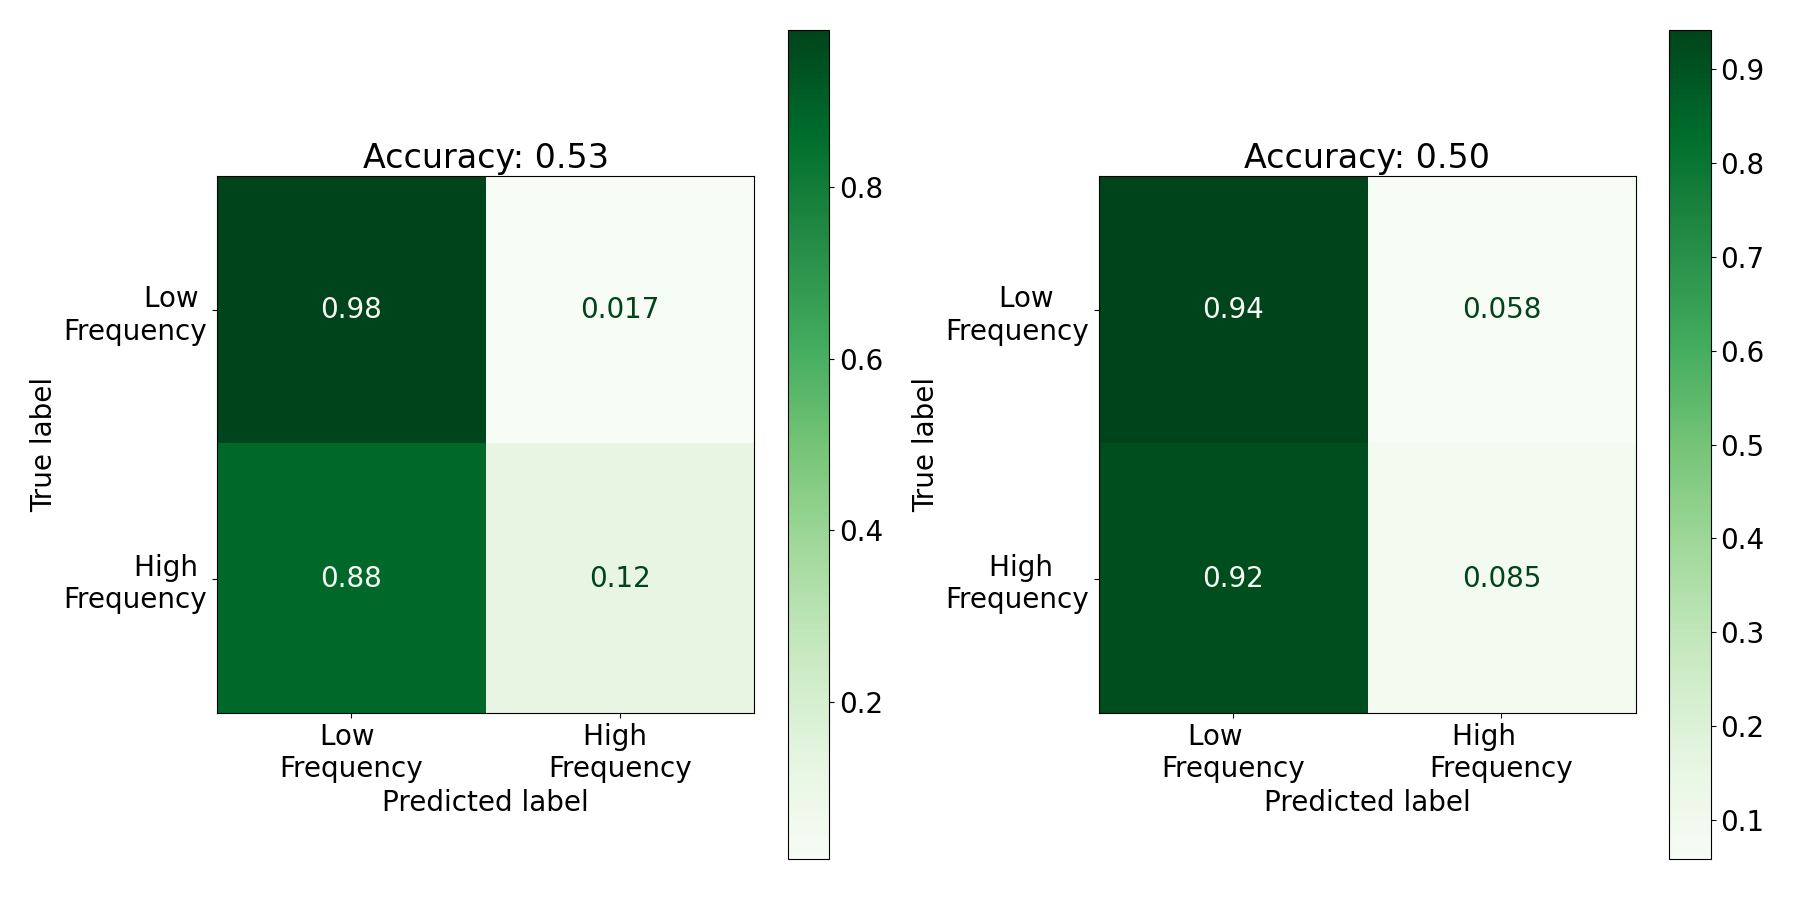 Accuracy: 0.53
0.8
0.6
0.4
0.2
True label
Low
Frequency
0.98
0.017
High
Frequency
0.88
0.12
Low
Frequency
High
Frequency
Predicted label
Accuracy: 0.50
0.9
0.8
0.7
0.6
0.5
0.4
0.3
0.2
0.1
True label
Low
Frequency
0.94
0.058
High
Frequency
0.92
0.085
Low
Frequency
High
Frequency
Predicted label